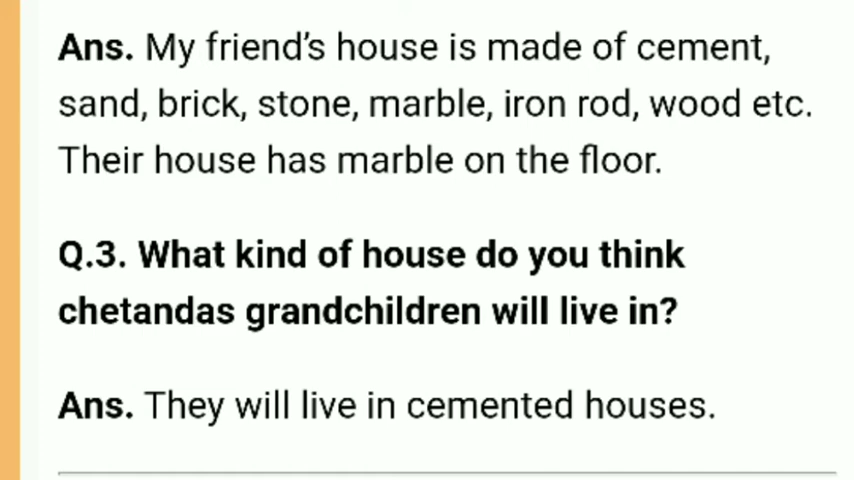 Ans. My friend's house is made of cement,
sand, brick, stone, marble, iron rod, wood etc.
Their house has marble on the floor.
Q.3. What kind of house do you think
chetandas grandchildren will live in?
Ans. They will live in cemented houses.